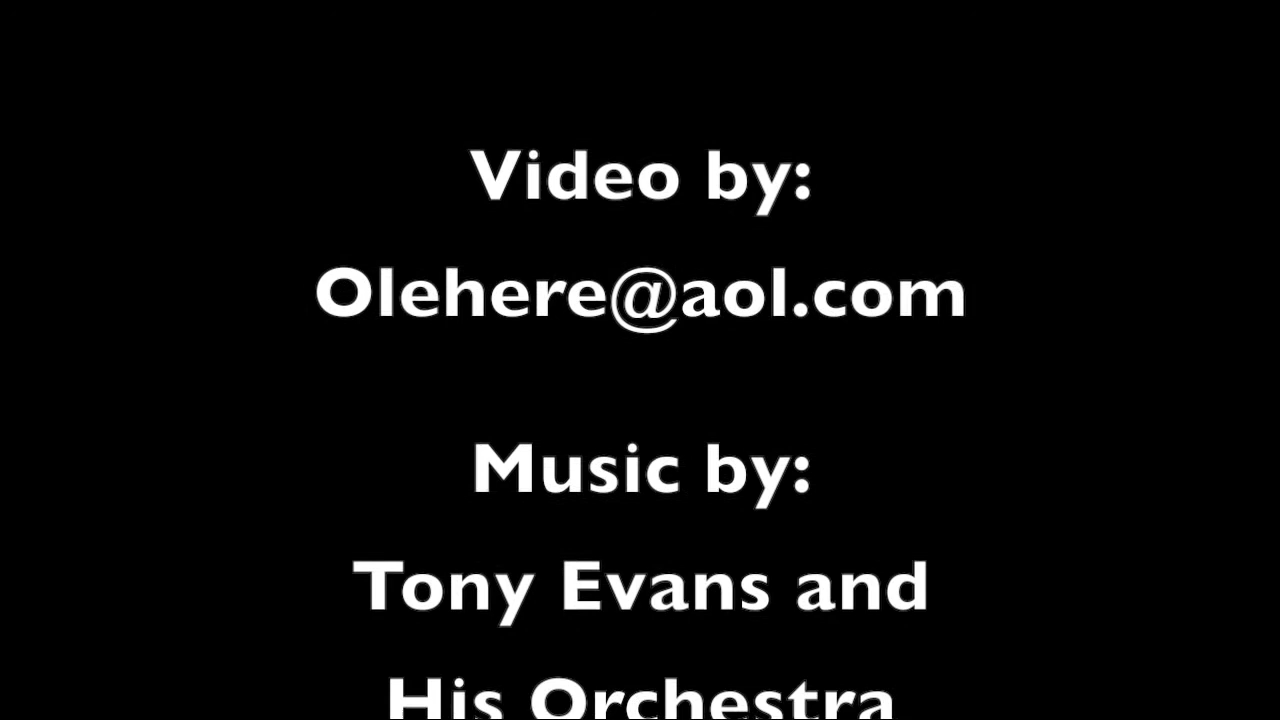 Video by:
Olehere@aol.com
Music by:
Tony Evans and
His Orchestra